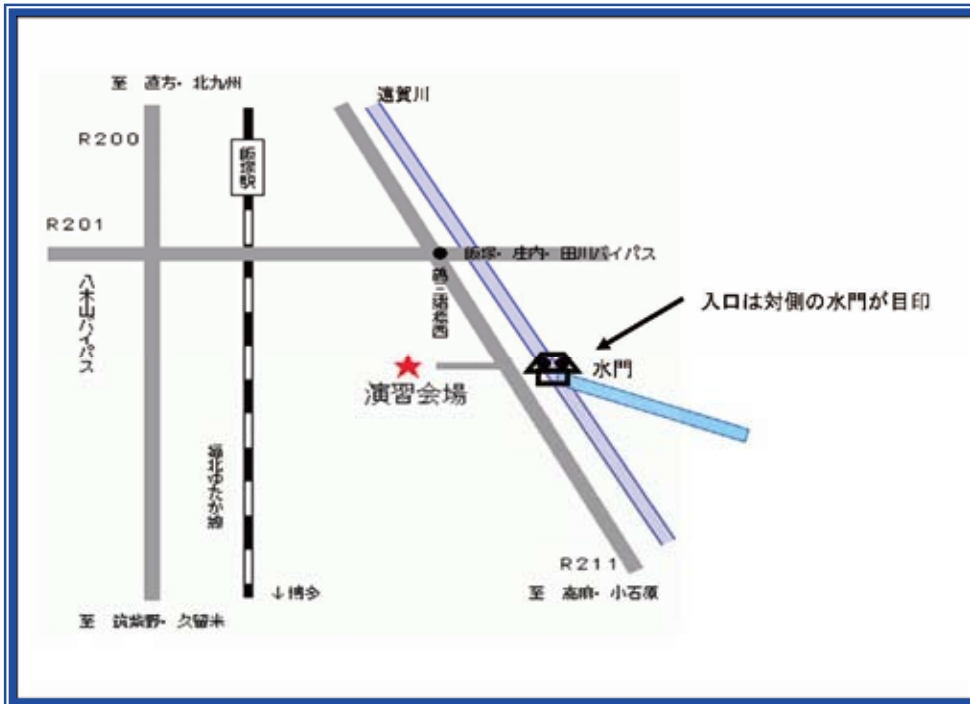 至 直方・北九州
遠賀川
R200
飯塚駅
R201
飯塚・庄内・田川バイパス
八木山バイパス
入口は対側の水門が目印
水門
演習会場
福北ゆたか線
R211
↓博多
至 高嶋・小石原
至 筑紫野・久留米